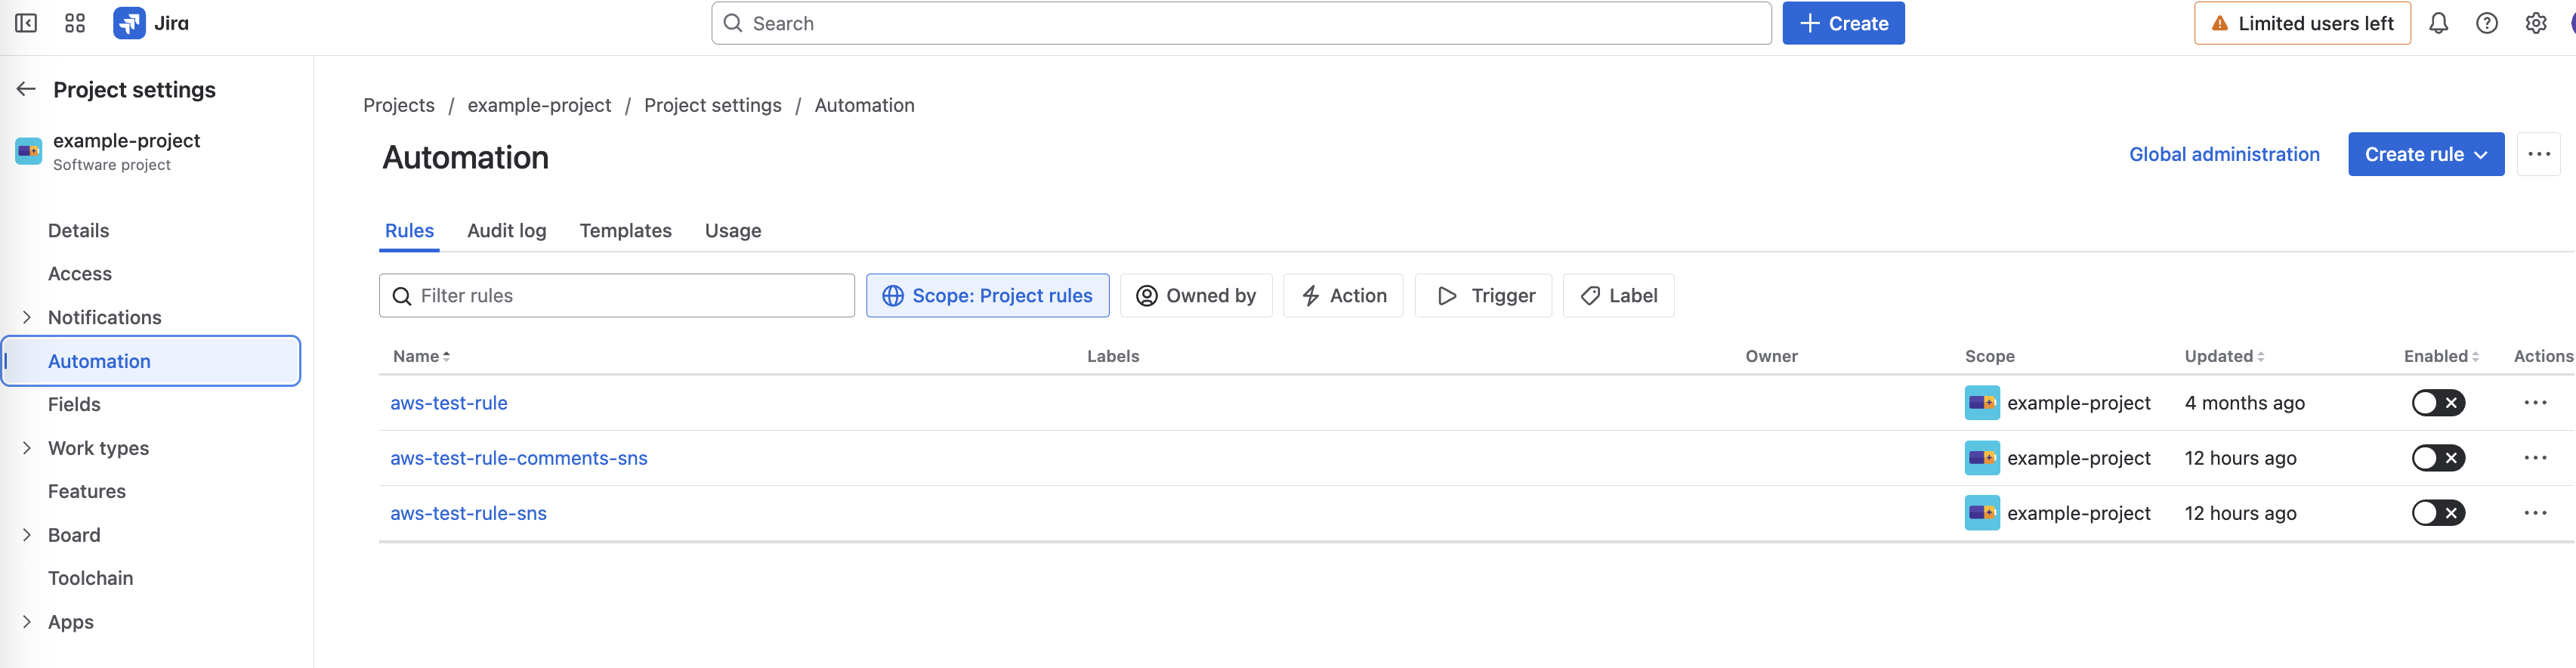 Jira
Search
Create
Limited users left
Project settings
example-project
Software project
Details
Access
Notifications
Automation
Fields
Work types
Features
Board
Toolchain
Apps
Projects / example-project / Project settings / Automation
Automation
Global administration
Create rule
Rules Audit log Templates Usage
Filter rules Scope: Project rules Owned by Action Trigger Label
Name Labels Owner Scope Updated Enabled Actions
aws-test-rule example-project 4 months ago
aws-test-rule-comments-sns example-project 12 hours ago
aws-test-rule-sns example-project 12 hours ago